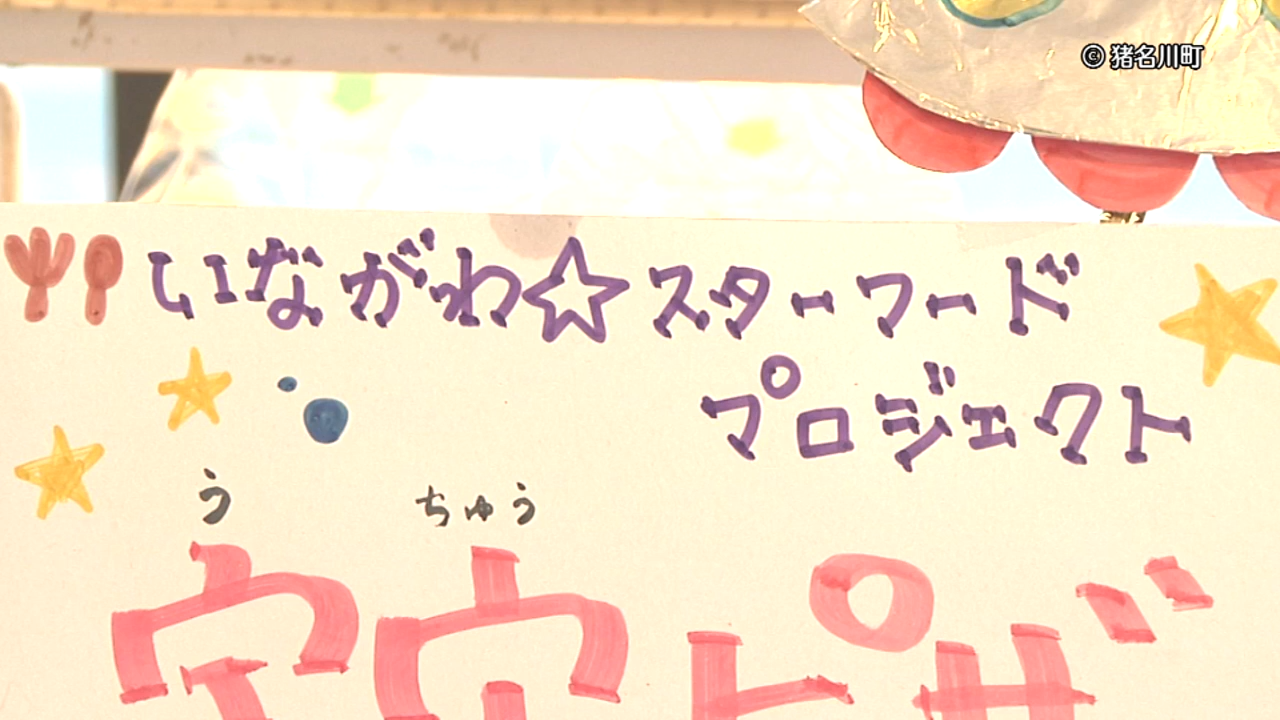 © 猪名川町
いながわ☆スターフード
プロジェクト
う ちゅう
宇宙ピザ